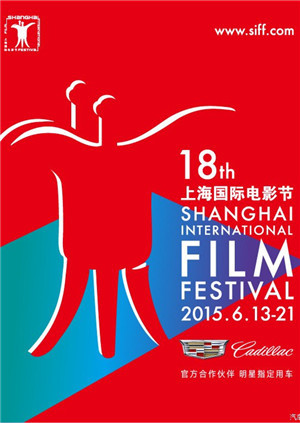 SHANGHAI
www.siff.com
18th
上海国际电影节
SHANGHAI
INTERNATIONAL
FILM
FESTIVAL
2015.6.13-21
Cadillac
官方合作伙伴 明星指定用车